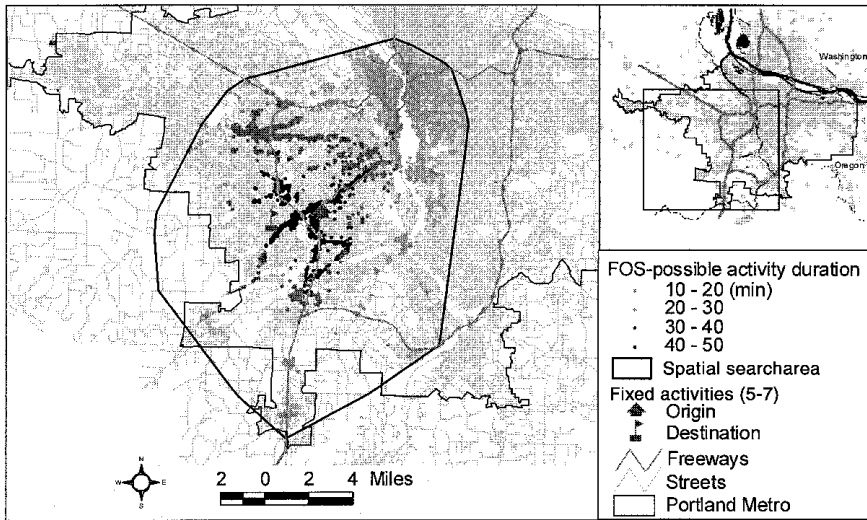 Washington
Oregon
FOS-possible activity duration
10 - 20 (min)
20 - 30
30 - 40
40 - 50
Spatial searcharea
Fixed activities (5-7)
Origin
Destination
Freeways
Streets
Portland Metro
N
W E
S
2 0 2 4 Miles